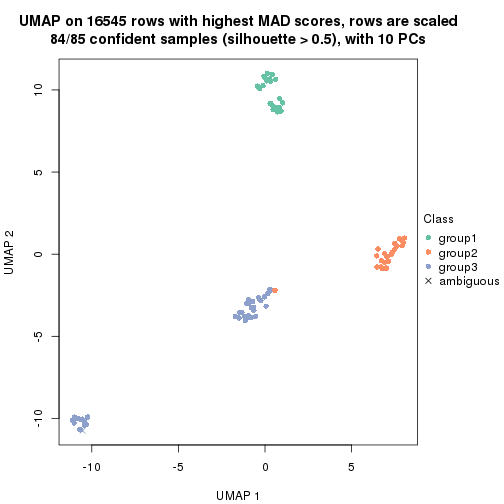 UMAP on 16545 rows with highest MAD scores, rows are scaled
84/85 confident samples (silhouette > 0.5), with 10 PCs
10
5
0
-5
-10
UMAP 2
-10
-5
0
5
UMAP 1
Class
group1
group2
group3
ambiguous